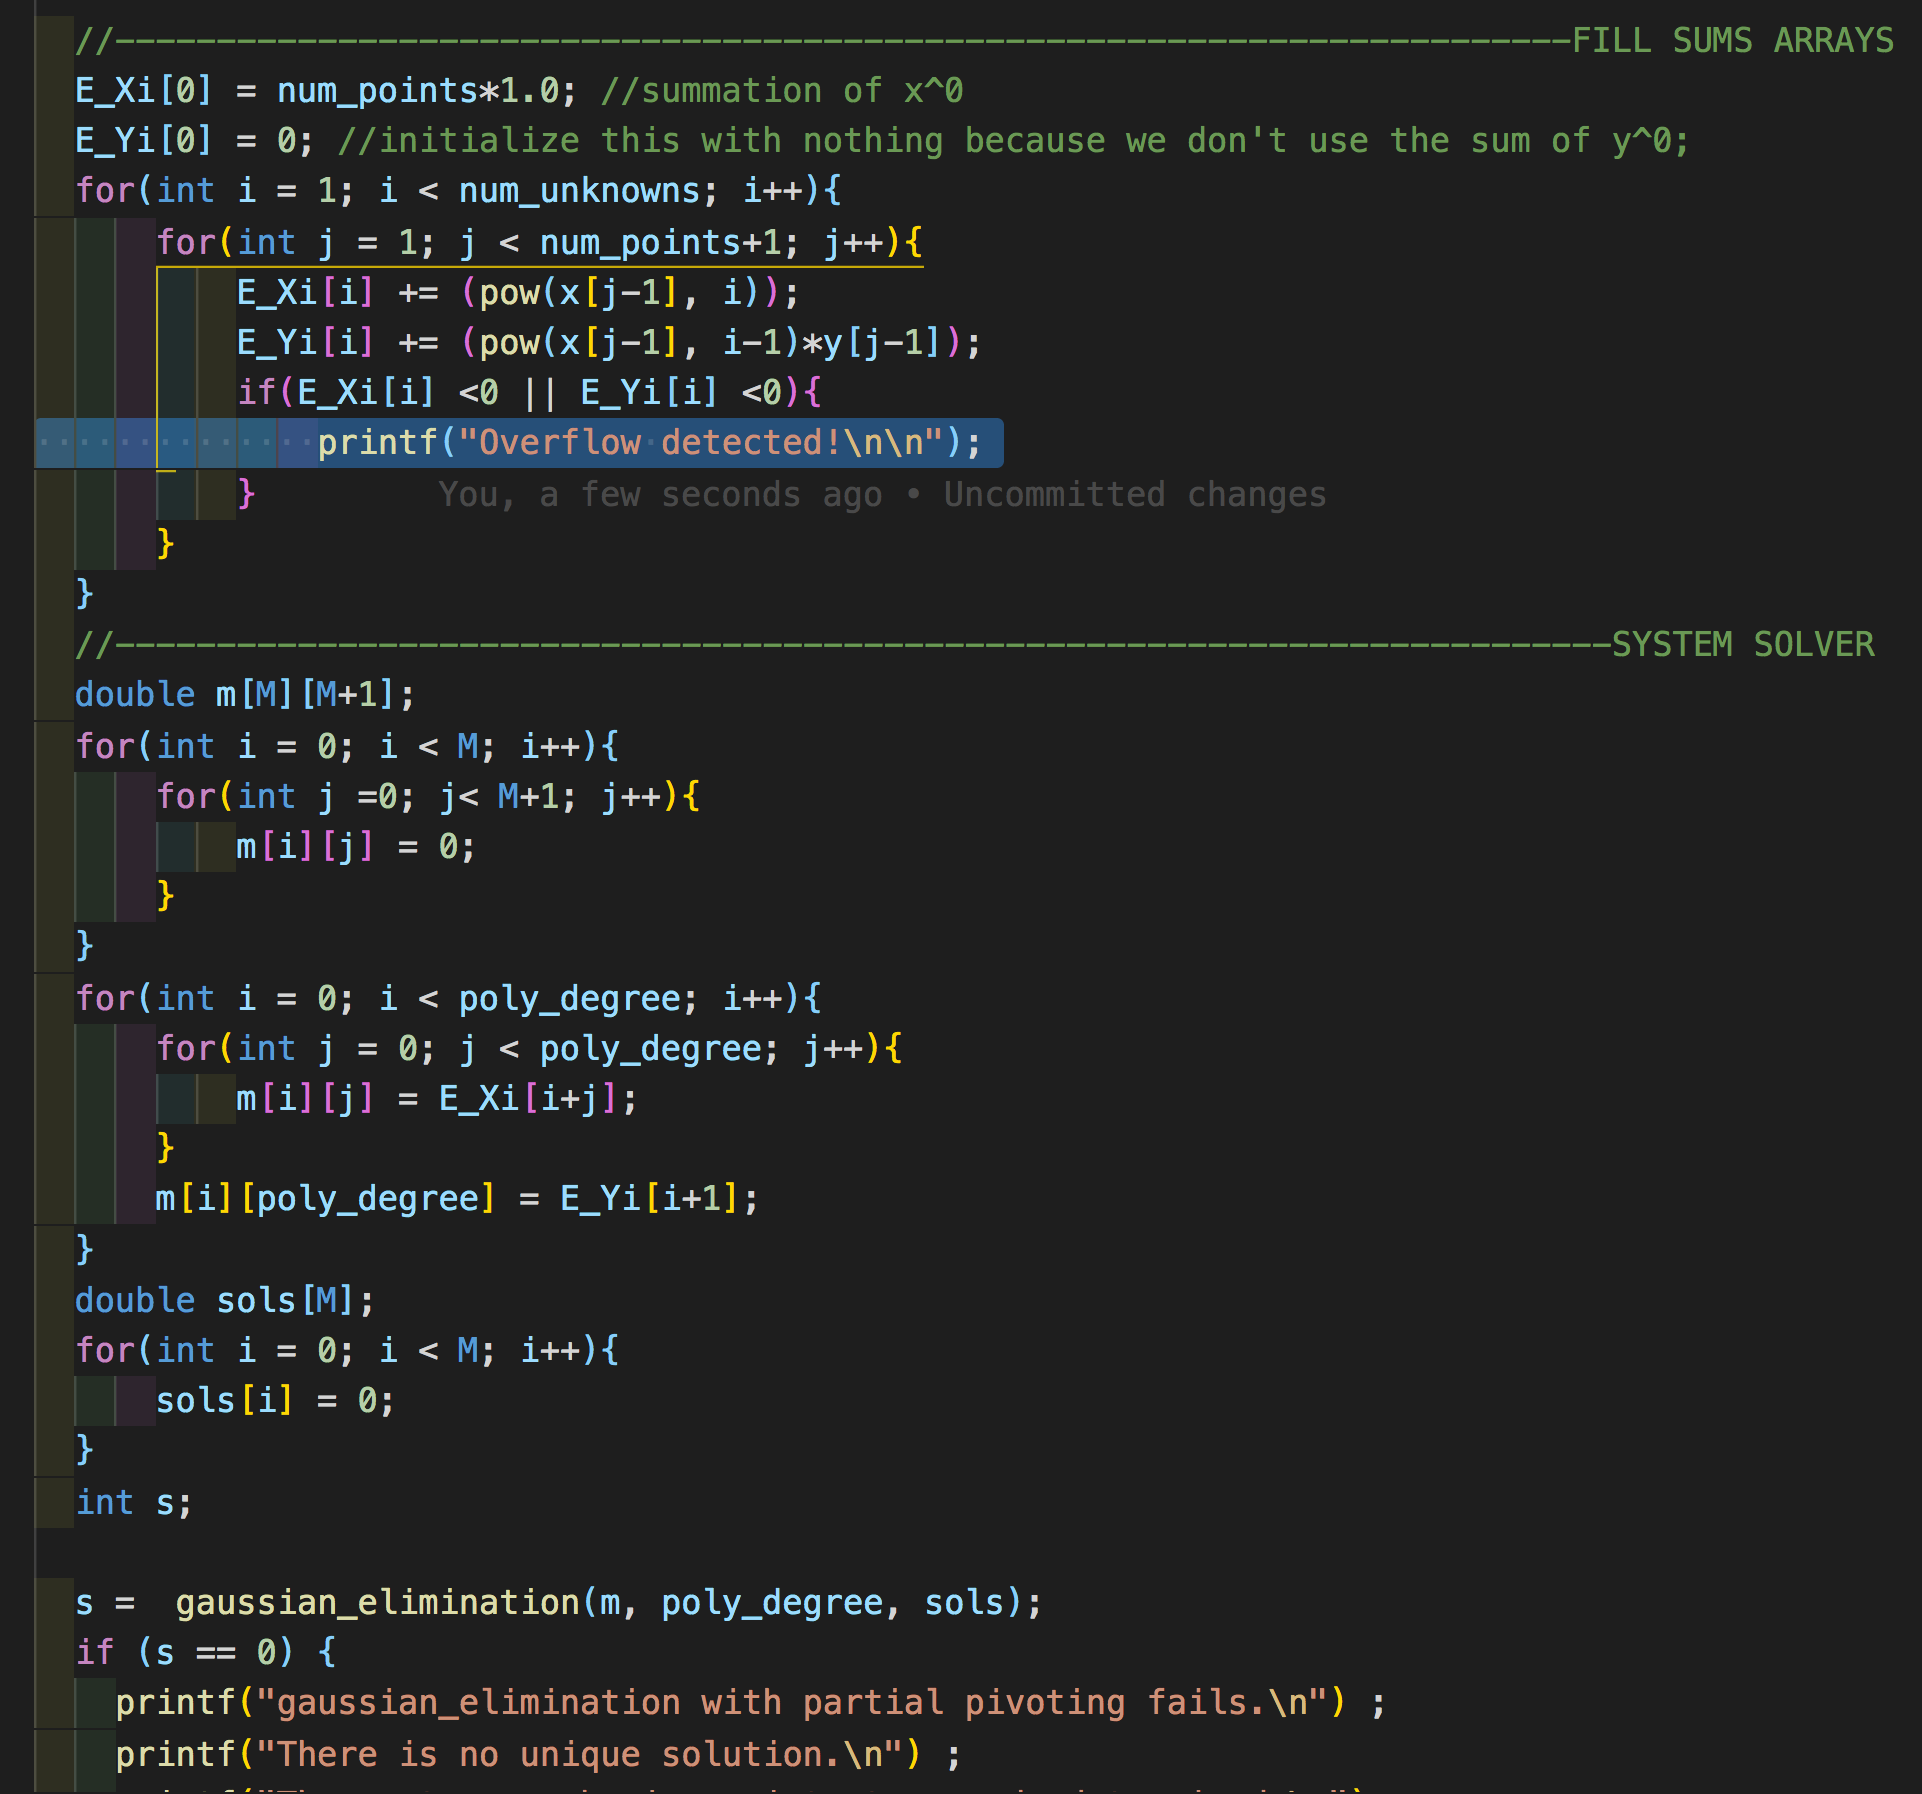 //------------------------------------------------------------------------FILL SUMS ARRAYS
E_Xi[0] = num_points*1.0; //summation of x^0
E_Yi[0] = 0; //initialize this with nothing because we don't use the sum of y^0;
for(int i = 1; i < num_unknowns; i++){
    for(int j = 1; j < num_points+1; j++){
        E_Xi[i] += (pow(x[j-1], i));
        E_Yi[i] += (pow(x[j-1], i-1)*y[j-1]);
        if(E_Xi[i] <0 || E_Yi[i] <0){
            printf("Overflow detected!\n\n");
        }         You, a few seconds ago • Uncommitted changes
    }
}
//--------------------------------------------------------------------------SYSTEM SOLVER
double m[M][M+1];
for(int i = 0; i < M; i++){
    for(int j =0; j< M+1; j++){
        m[i][j] = 0;
    }
}
for(int i = 0; i < poly_degree; i++){
    for(int j = 0; j < poly_degree; j++){
        m[i][j] = E_Xi[i+j];
    }
    m[i][poly_degree] = E_Yi[i+1];
}
double sols[M];
for(int i = 0; i < M; i++){
    sols[i] = 0;
}
int s;
s =  gaussian_elimination(m, poly_degree, sols);
if (s == 0) {
  printf("gaussian_elimination with partial pivoting fails.\n") ;
  printf("There is no unique solution.\n") ;